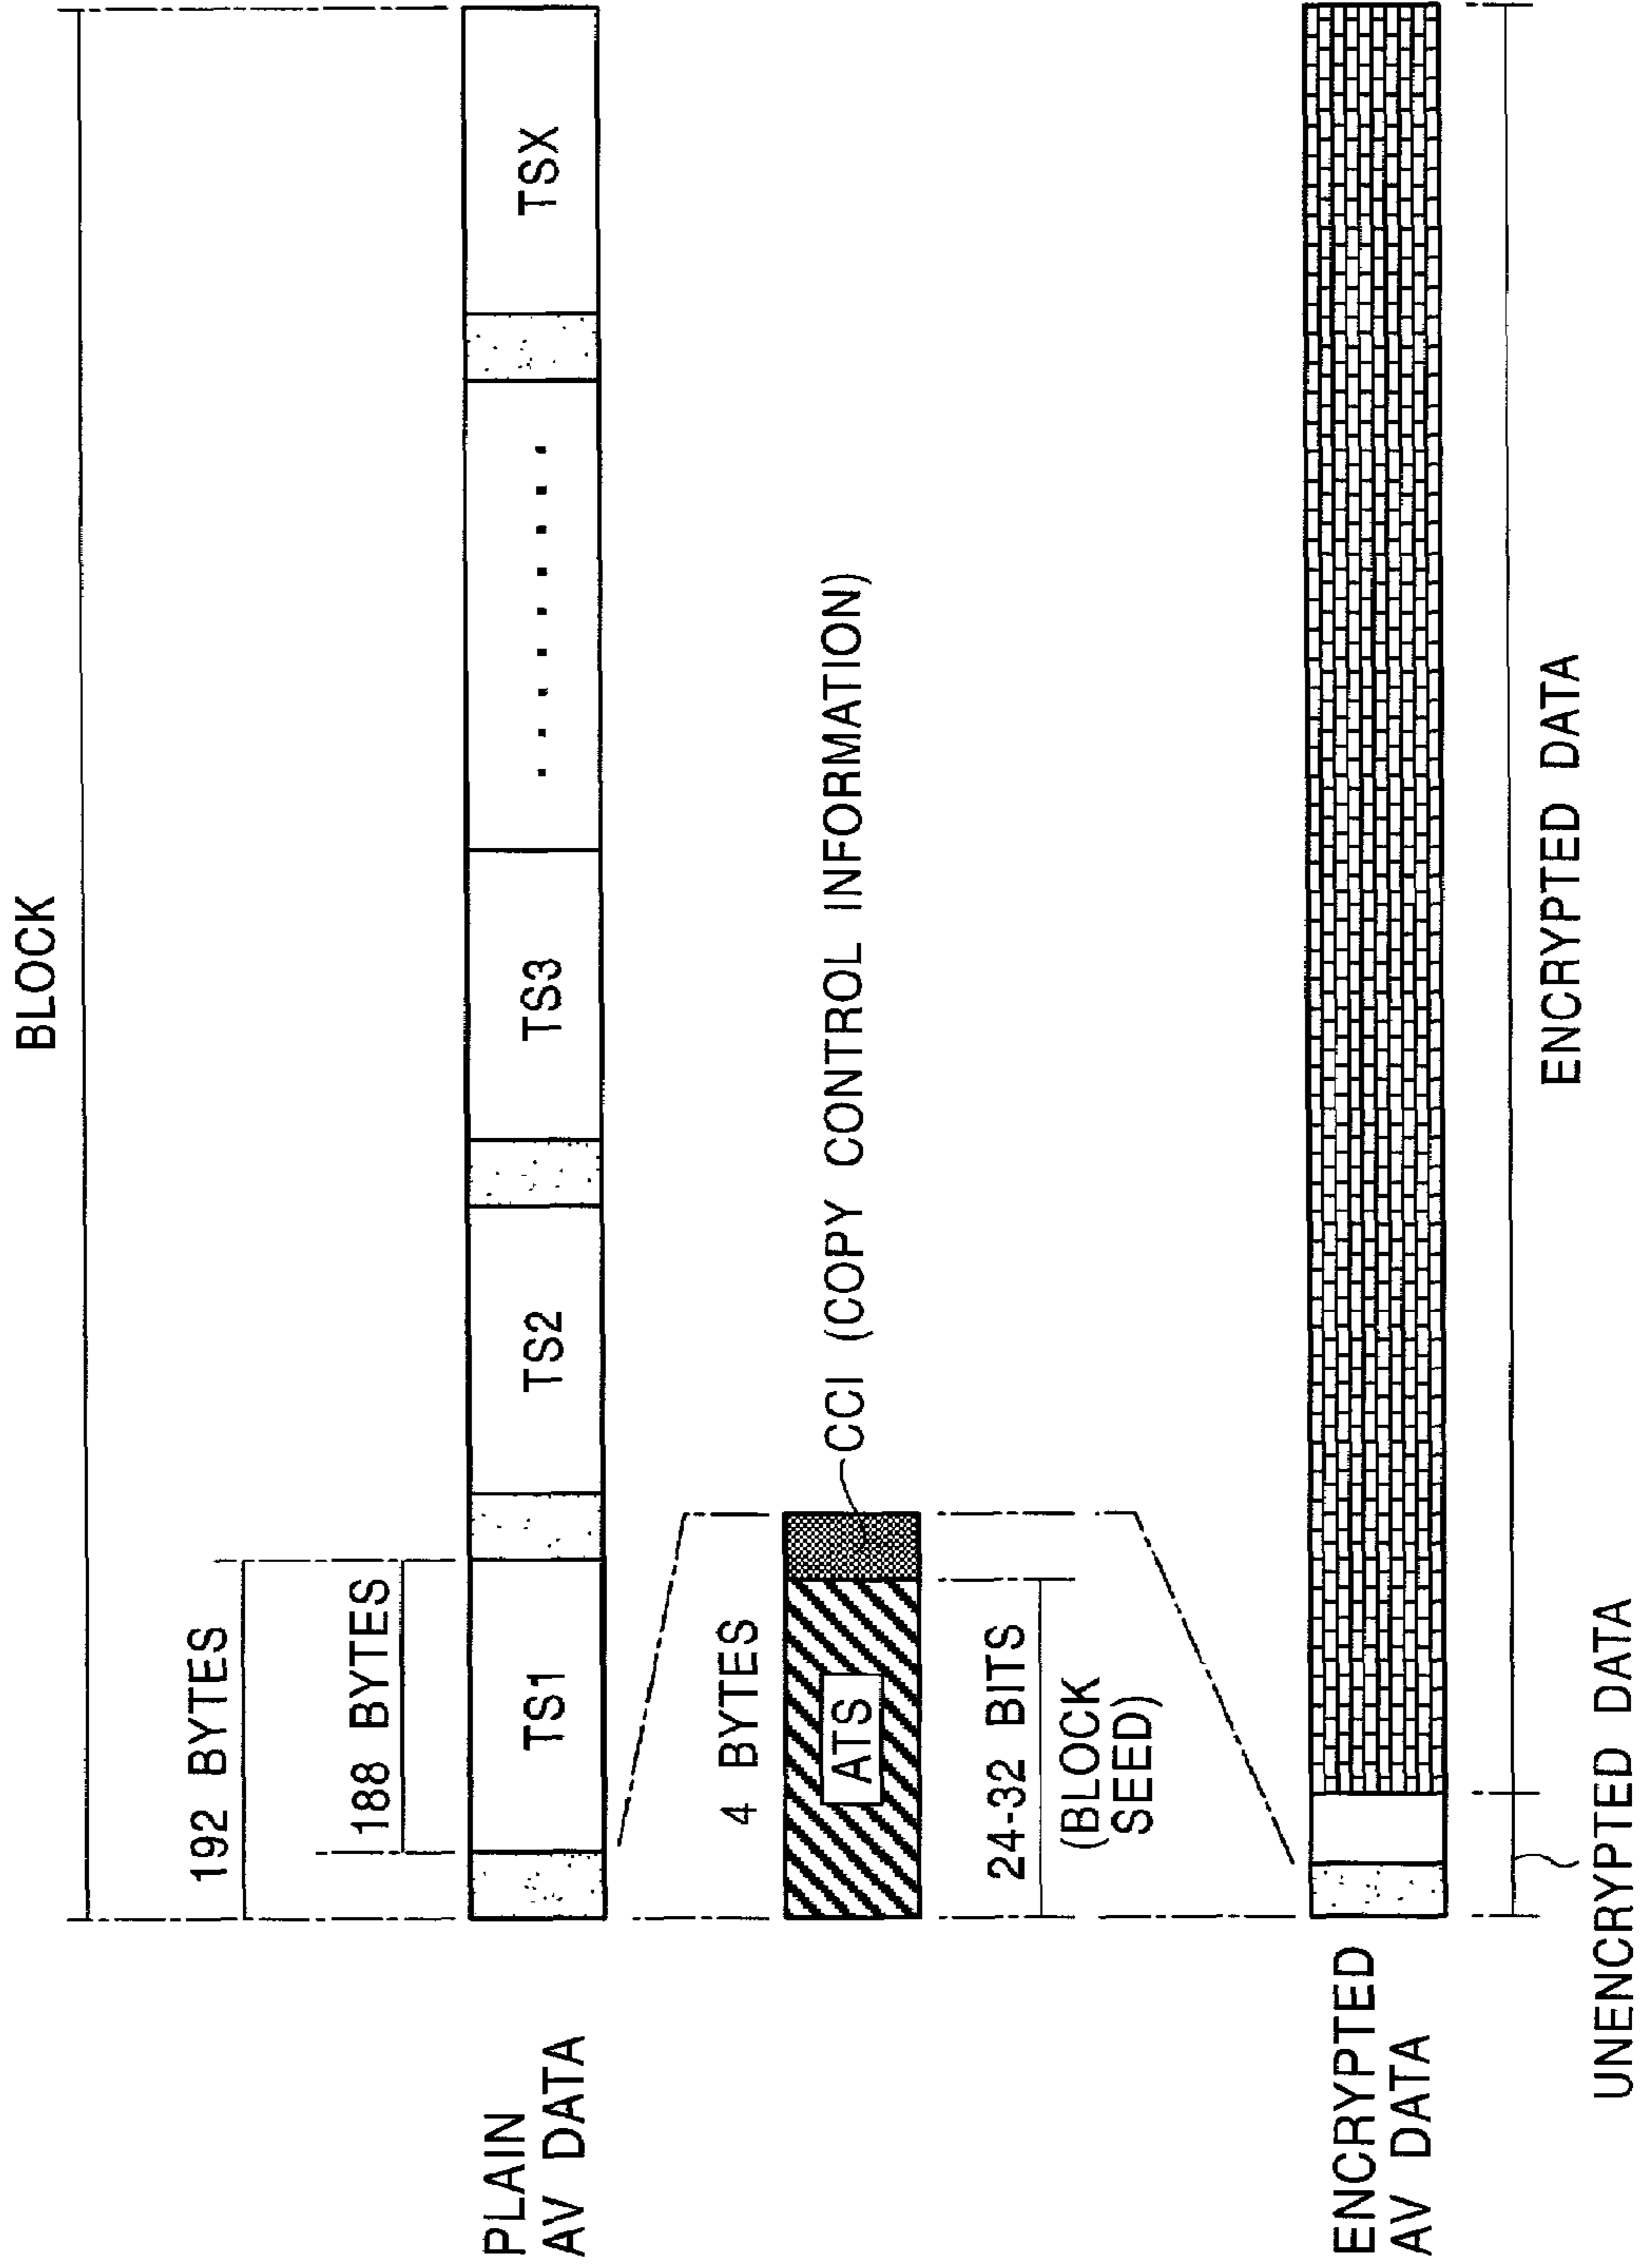 BLOCK
192 BYTES
188 BYTES
PLAIN
AV DATA
TS1
TS2
TS3
. . . . . . . . .
TSX
4 BYTES
ATS
CCI (COPY CONTROL INFORMATION)
24-32 BITS
(BLOCK
SEED)
ENCRYPTED
AV DATA
UNENCRYPTED DATA
ENCRYPTED DATA